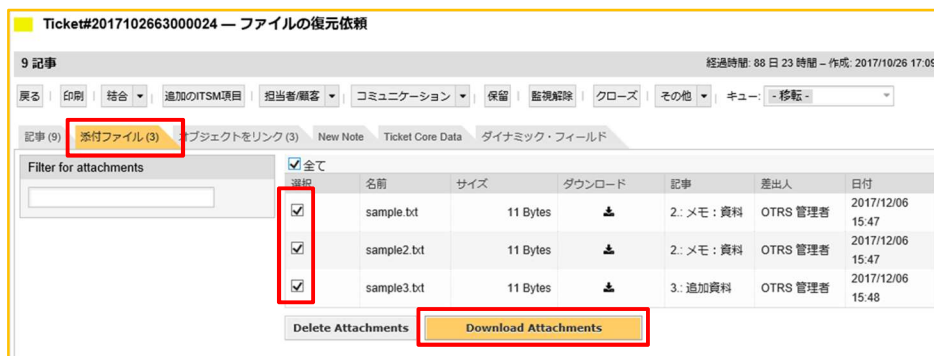 Ticket#2017102663000024 — ファイルの復元依頼
9 記事 経過時間: 88 日 23 時間 – 作成: 2017/10/26 17:09
戻る 印刷 結合 追加のITSM項目 担当者/顧客 コミュニケーション 保留 監視解除 クローズ その他 キュー: - 移転 -
記事 (9) 添付ファイル (3) オブジェクトをリンク (3) New Note Ticket Core Data ダイナミック・フィールド
Filter for attachments
全て
選択 名前 サイズ ダウンロード 記事 差出人 日付
sample.txt 11 Bytes 2.: メモ：資料 OTRS 管理者 2017/12/06
15:47
sample2.txt 11 Bytes 2.: メモ：資料 OTRS 管理者 2017/12/06
15:47
sample3.txt 11 Bytes 3.: 追加資料 OTRS 管理者 2017/12/06
15:48
Delete Attachments Download Attachments